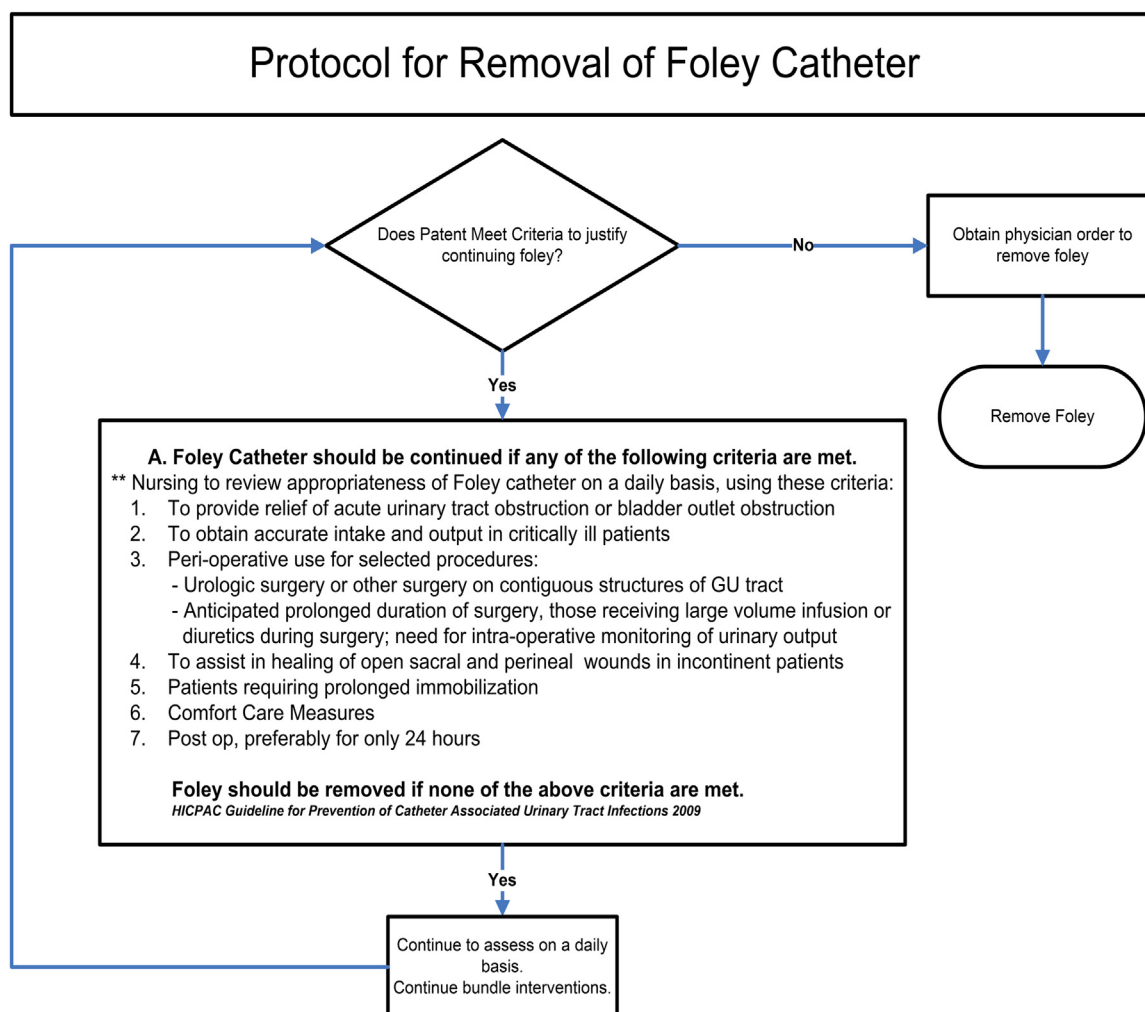 Protocol for Removal of Foley Catheter
Does Patent Meet Criteria to justify
continuing foley?
No
Obtain physician order to
remove foley
Remove Foley
Yes
A. Foley Catheter should be continued if any of the following criteria are met.
** Nursing to review appropriateness of Foley catheter on a daily basis, using these criteria:
1. To provide relief of acute urinary tract obstruction or bladder outlet obstruction
2. To obtain accurate intake and output in critically ill patients
3. Peri-operative use for selected procedures:
- Urologic surgery or other surgery on contiguous structures of GU tract
- Anticipated prolonged duration of surgery, those receiving large volume infusion or
diuretics during surgery; need for intra-operative monitoring of urinary output
4. To assist in healing of open sacral and perineal wounds in incontinent patients
5. Patients requiring prolonged immobilization
6. Comfort Care Measures
7. Post op, preferably for only 24 hours
Foley should be removed if none of the above criteria are met.
HICPAC Guideline for Prevention of Catheter Associated Urinary Tract Infections 2009
Yes
Continue to assess on a daily
basis.
Continue bundle interventions.